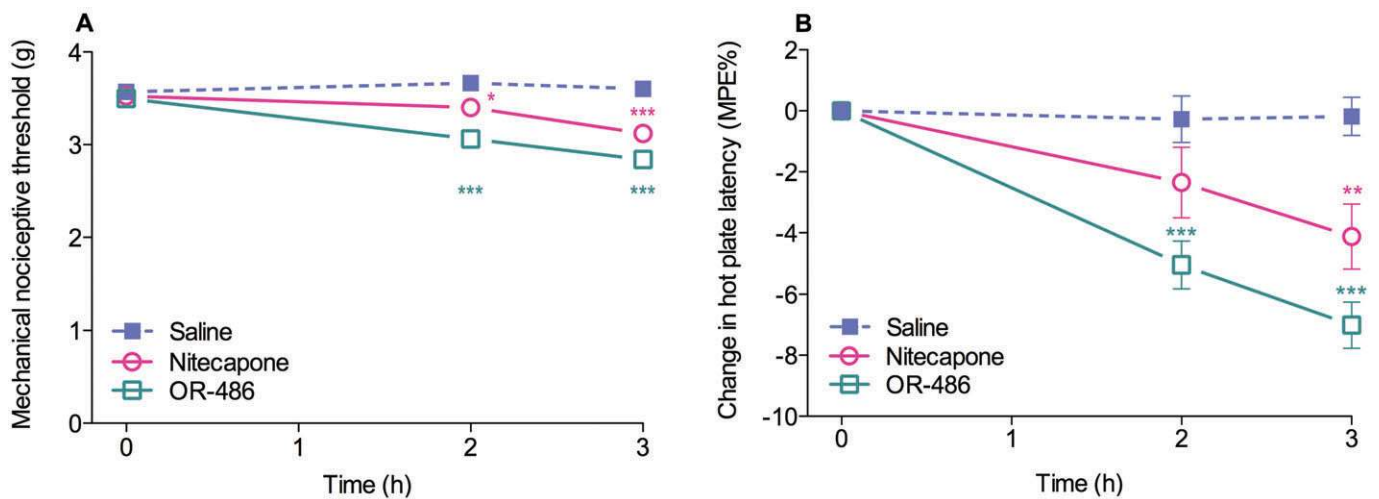 A
Mechanical nociceptive threshold (g)
4
3
2
1
0
*
***
***
***
Saline
Nitecapone
OR-486
0
1
2
3
Time (h)
B
Change in hot plate latency (MPE%)
2
0
-2
-4
-6
-8
-10
**
***
***
Saline
Nitecapone
OR-486
0
1
2
3
Time (h)